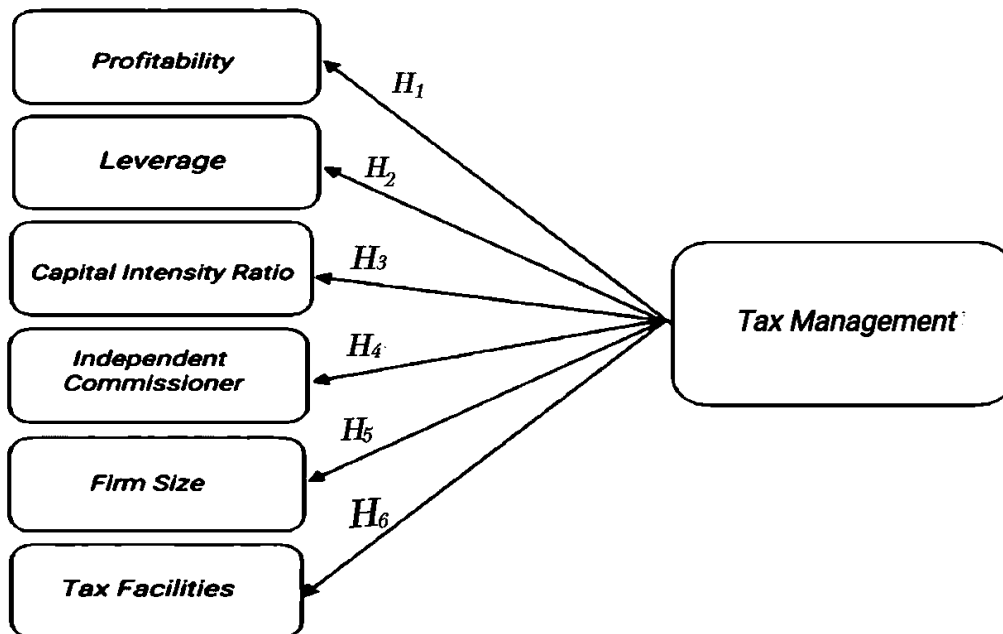 Profitability
H1
Leverage
H2
Capital Intensity Ratio
H3
Tax Management
Independent
Commissioner
H4
Firm Size
H5
Tax Facilities
H6